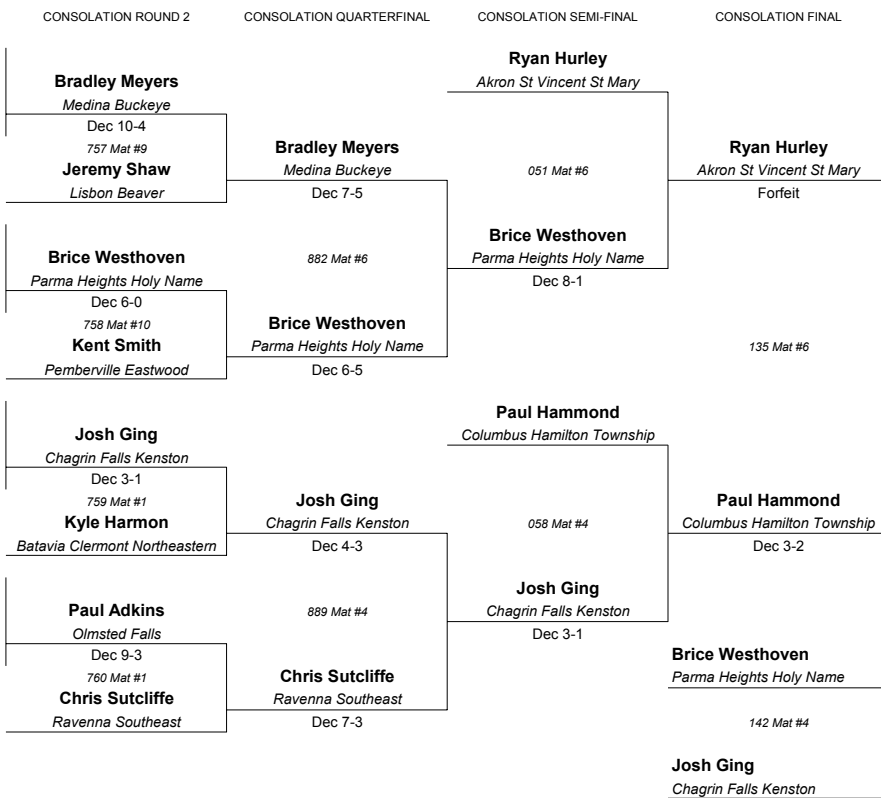 CONSOLATION ROUND 2
CONSOLATION QUARTERFINAL
CONSOLATION SEMI-FINAL
CONSOLATION FINAL
Bradley Meyers
Medina Buckeye
Dec 10-4
757 Mat #9
Jeremy Shaw
Lisbon Beaver
Brice Westhoven
Parma Heights Holy Name
Dec 6-0
758 Mat #10
Kent Smith
Pemberville Eastwood
Josh Ging
Chagrin Falls Kenston
Dec 3-1
759 Mat #1
Kyle Harmon
Batavia Clermont Northeastern
Paul Adkins
Olmsted Falls
Dec 9-3
760 Mat #1
Chris Sutcliffe
Ravenna Southeast
Bradley Meyers
Medina Buckeye
Dec 7-5
882 Mat #6
Brice Westhoven
Parma Heights Holy Name
Dec 6-5
Josh Ging
Chagrin Falls Kenston
Dec 4-3
889 Mat #4
Chris Sutcliffe
Ravenna Southeast
Dec 7-3
Ryan Hurley
Akron St Vincent St Mary
051 Mat #6
Brice Westhoven
Parma Heights Holy Name
Dec 8-1
Paul Hammond
Columbus Hamilton Township
058 Mat #4
Josh Ging
Chagrin Falls Kenston
Dec 3-1
Ryan Hurley
Akron St Vincent St Mary
Forfeit
135 Mat #6
Paul Hammond
Columbus Hamilton Township
Dec 3-2
Brice Westhoven
Parma Heights Holy Name
142 Mat #4
Josh Ging
Chagrin Falls Kenston